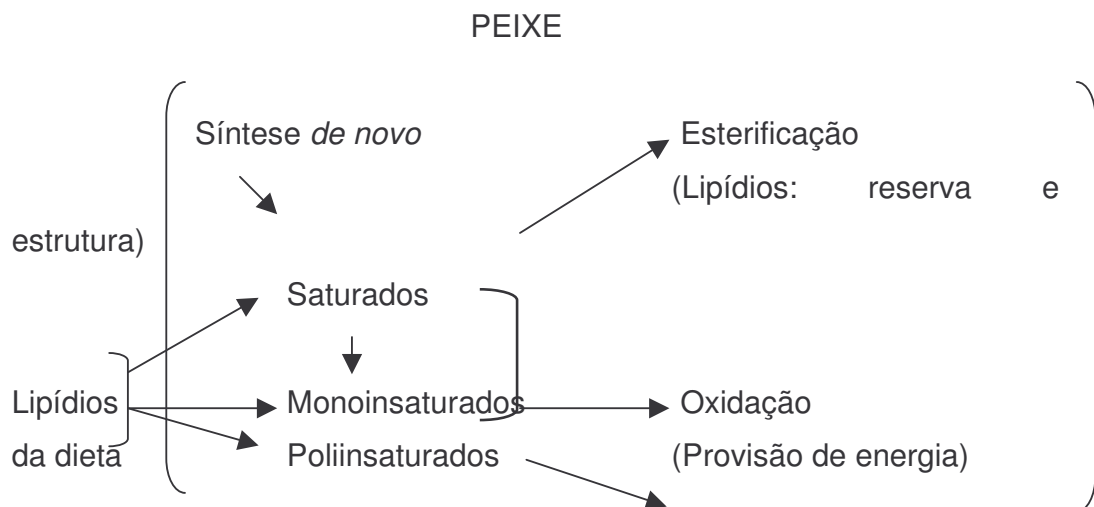 PEIXE
Síntese de novo
Esterificação
(Lipídios: reserva e
estrutura)
Saturados
Lipídios
Monoinsaturados
Oxidação
da dieta
Poliinsaturados
(Provisão de energia)